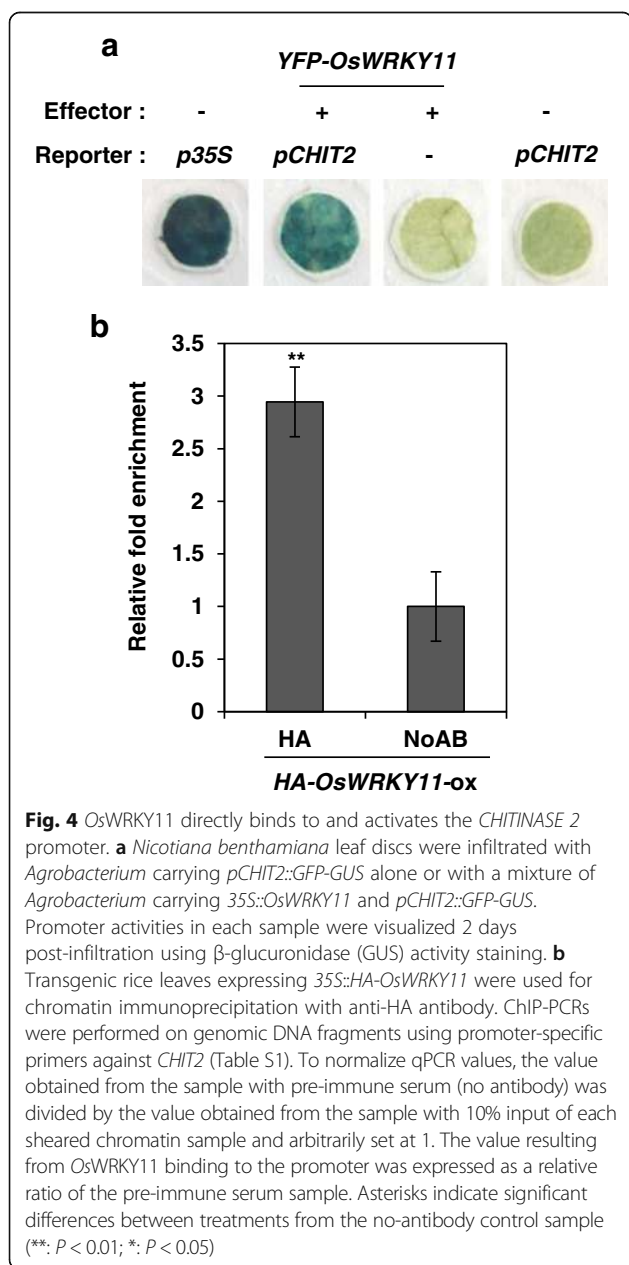 a
YFP-OsWRKY11
Effector : - + + -
Reporter : p35S pCHIT2 - pCHIT2
b
3.5
3
2.5
2
1.5
1
0.5
0
Relative fold enrichment
**
HA NoAB
HA-OsWRKY11-ox
Fig. 4 OsWRKY11 directly binds to and activates the CHITINASE 2
promoter. a Nicotiana benthamiana leaf discs were infiltrated with
Agrobacterium carrying pCHIT2::GFP-GUS alone or with a mixture of
Agrobacterium carrying 35S::OsWRKY11 and pCHIT2::GFP-GUS.
Promoter activities in each sample were visualized 2 days
post-infiltration using β-glucuronidase (GUS) activity staining. b
Transgenic rice leaves expressing 35S::HA-OsWRKY11 were used for
chromatin immunoprecipitation with anti-HA antibody. ChIP-PCRs
were performed on genomic DNA fragments using promoter-specific
primers against CHIT2 (Table S1). To normalize qPCR values, the value
obtained from the sample with pre-immune serum (no antibody) was
divided by the value obtained from the sample with 10% input of each
sheared chromatin sample and arbitrarily set at 1. The value resulting
from OsWRKY11 binding to the promoter was expressed as a relative
ratio of the pre-immune serum sample. Asterisks indicate significant
differences between treatments from the no-antibody control sample
(**: P < 0.01; *: P < 0.05)